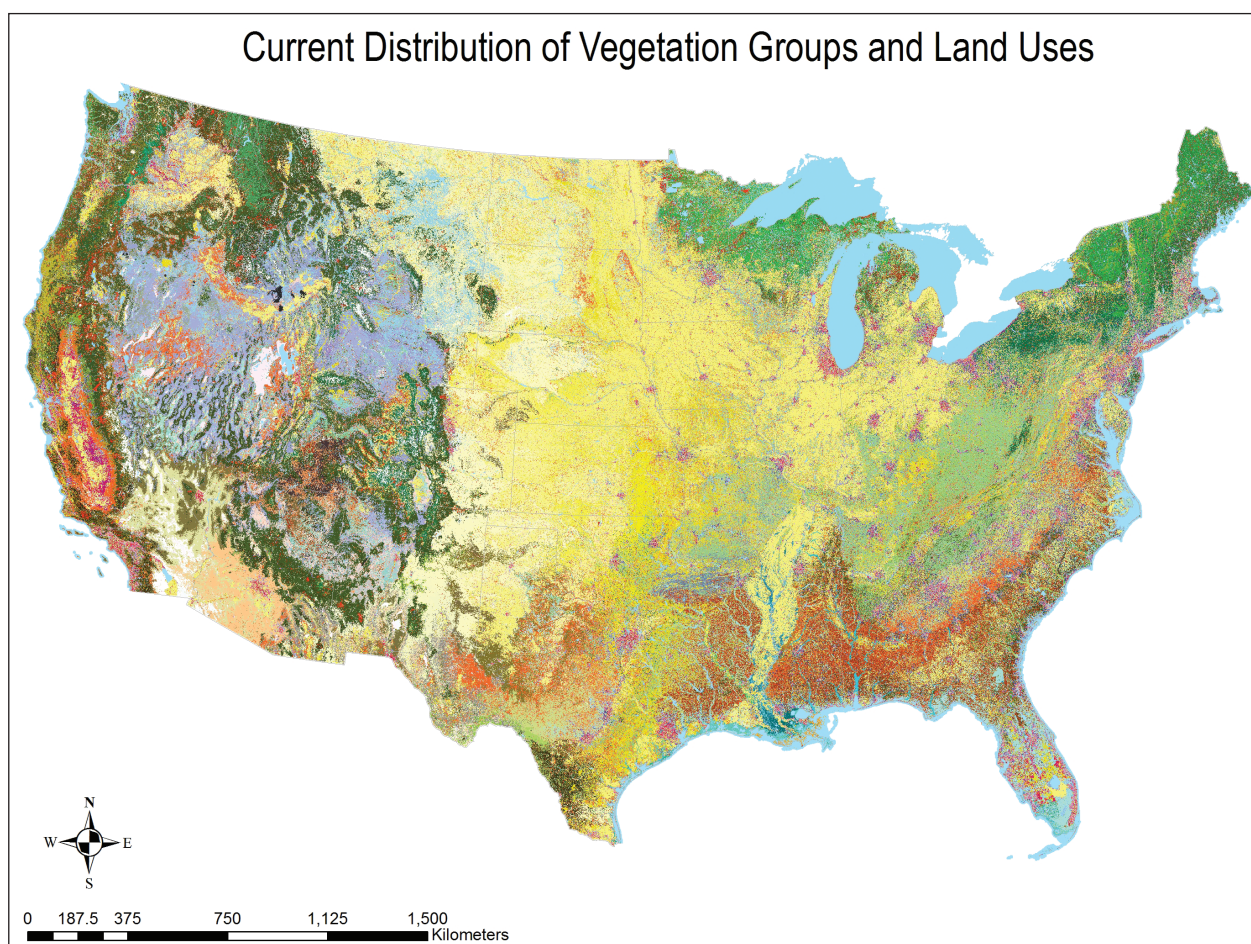 Current Distribution of Vegetation Groups and Land Uses
N
W E
S
0 187.5 375 750 1,125 1,500
Kilometers